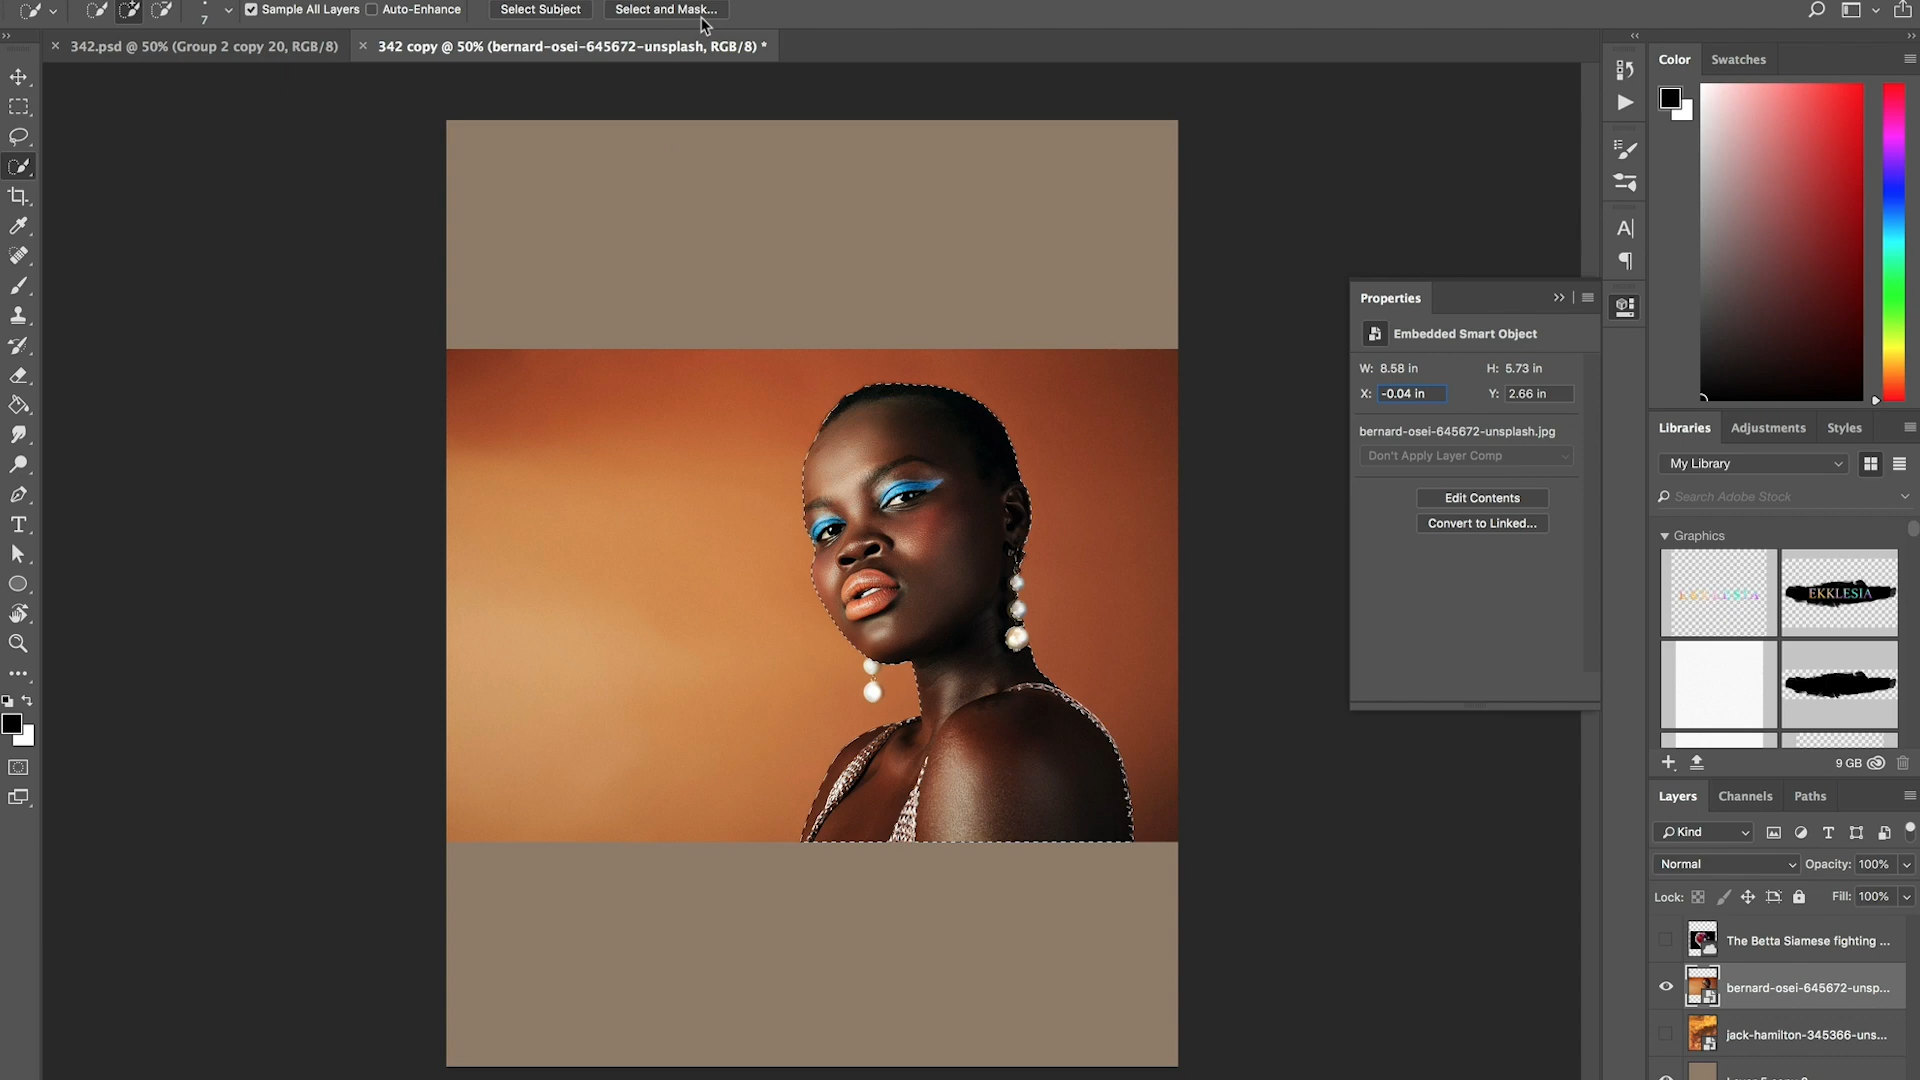 7
Sample All Layers
Auto-Enhance
Select Subject
Select and Mask...
342.psd @ 50% (Group 2 copy 20, RGB/8)
342 copy @ 50% (bernard-osei-645672-unsplash, RGB/8) *
Color
Swatches
Properties
Embedded Smart Object
W: 8.58 in
H: 5.73 in
X: -0.04 in
Y: 2.66 in
bernard-osei-645672-unsplash.jpg
Don't Apply Layer Comp
Edit Contents
Convert to Linked...
Libraries
Adjustments
Styles
My Library
Search Adobe Stock
Graphics
EKKLESIA
EKKLESIA
9 GB
Layers
Channels
Paths
Kind
Normal
Opacity: 100%
Lock:
Fill: 100%
The Betta Siamese fighting ...
bernard-osei-645672-unsp...
jack-hamilton-345366-uns...